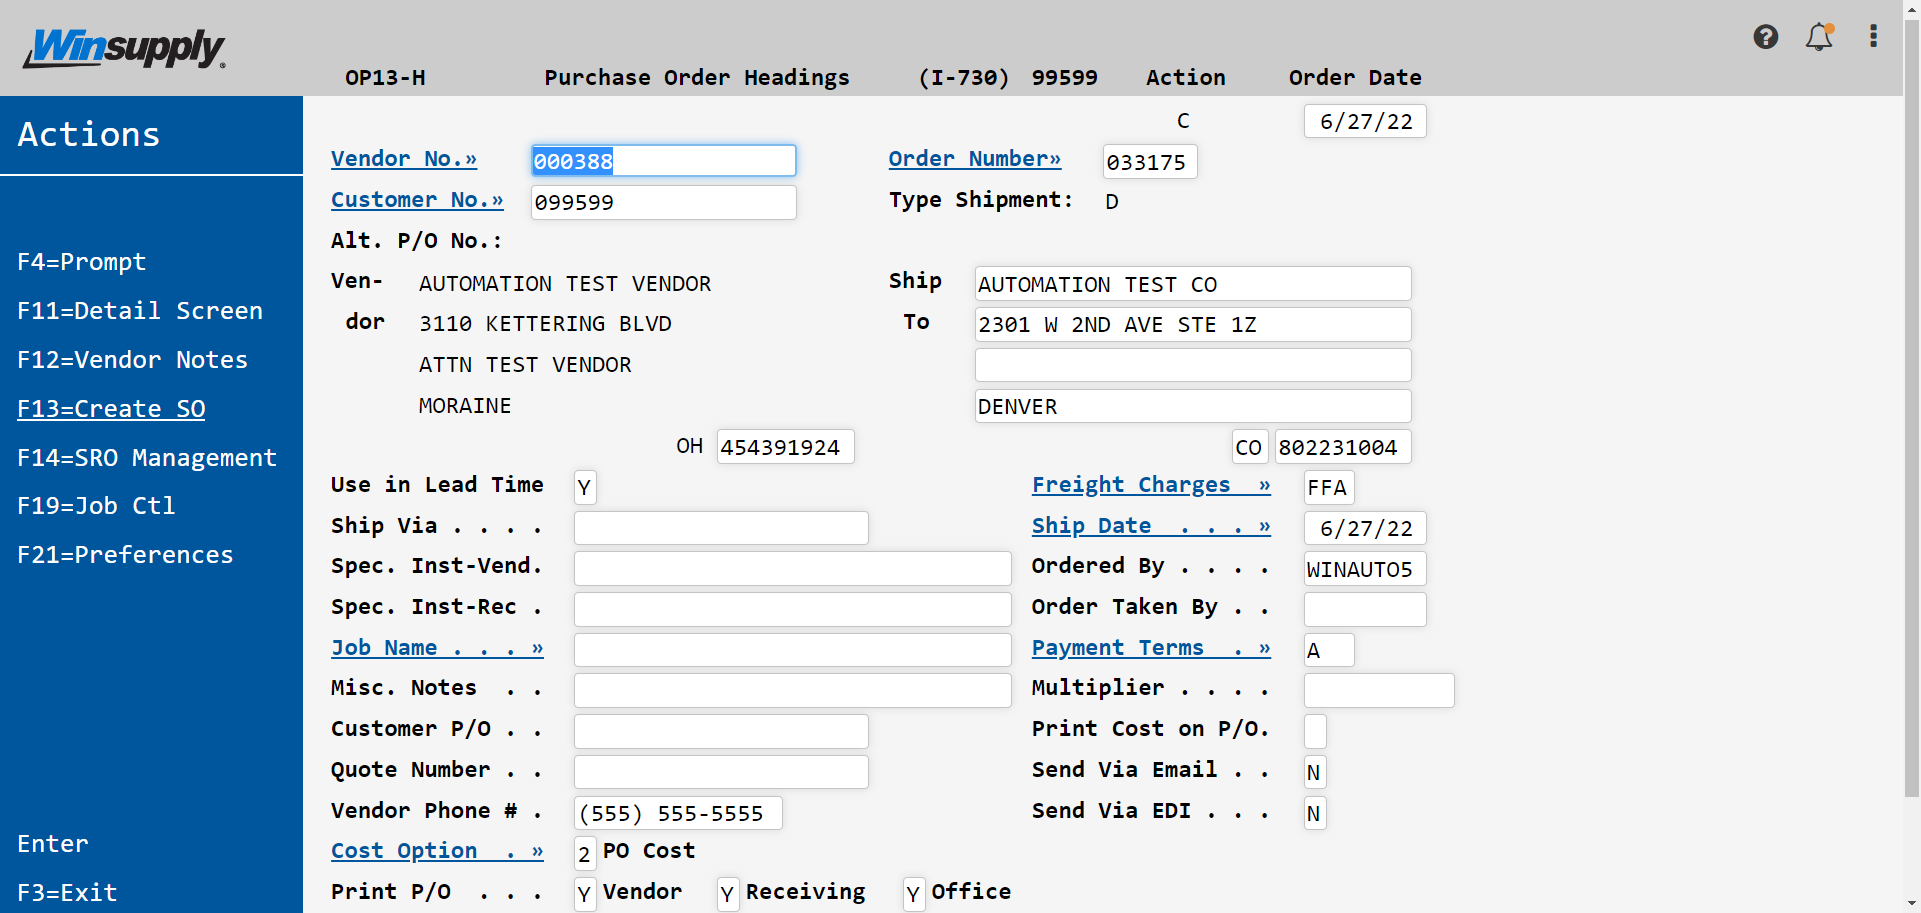 Winsupply®
OP13-H Purchase Order Headings (I-730) 99599 Action Order Date
Actions
C 6/27/22
Vendor No.» 000388 Order Number» 033175
Customer No.» 099599 Type Shipment: D
Alt. P/O No.:
Ven- AUTOMATION TEST VENDOR Ship AUTOMATION TEST CO
dor 3110 KETTERING BLVD To 2301 W 2ND AVE STE 1Z
ATTN TEST VENDOR
MORAINE DENVER
OH 454391924 CO 802231004
Use in Lead Time Y Freight Charges » FFA
Ship Via . . . . Ship Date . . . » 6/27/22
Spec. Inst-Vend. Ordered By . . . . WINAUTO5
Spec. Inst-Rec . Order Taken By . .
Job Name . . . » Payment Terms . » A
Misc. Notes . . Multiplier . . . .
Customer P/O . . Print Cost on P/O.
Quote Number . . Send Via Email . . N
Vendor Phone # . (555) 555-5555 Send Via EDI . . . N
Cost Option . » 2 PO Cost
Print P/O . . . Y Vendor Y Receiving Y Office
F4=Prompt
F11=Detail Screen
F12=Vendor Notes
F13=Create SO
F14=SRO Management
F19=Job Ctl
F21=Preferences
Enter
F3=Exit